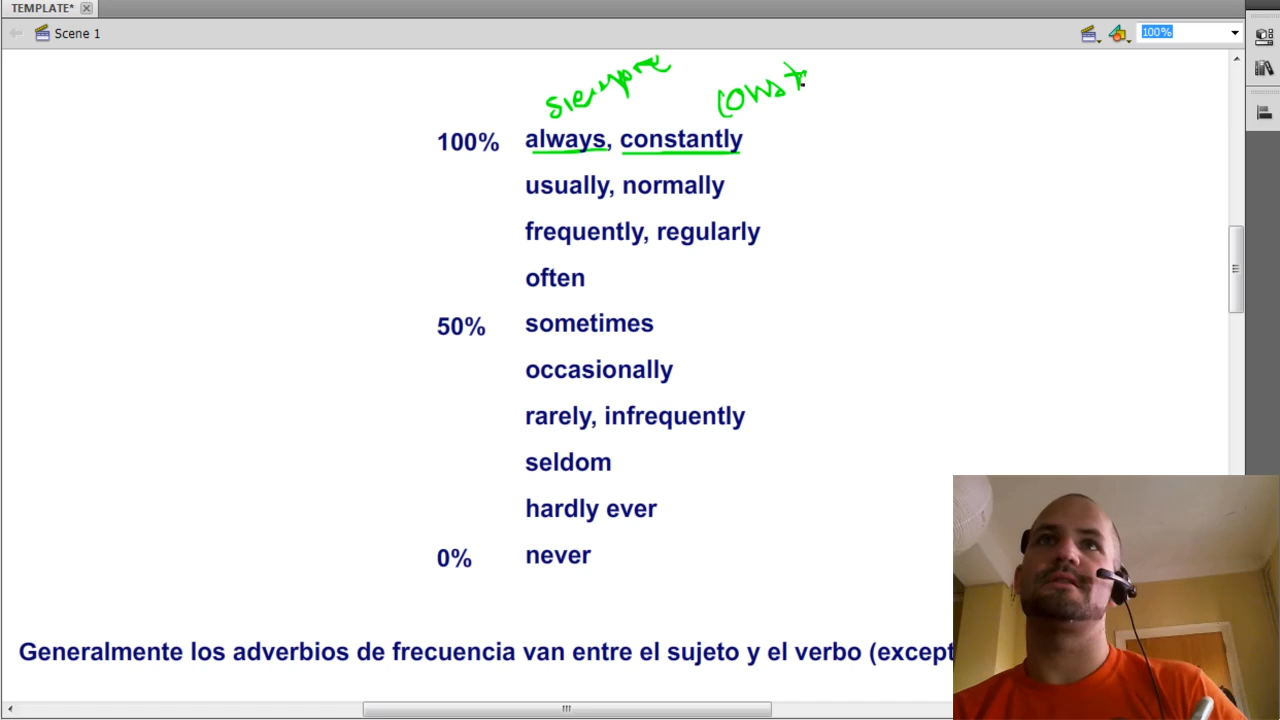 TEMPLATE*
Scene 1
100%
siempre const
100% always, constantly
usually, normally
frequently, regularly
often
50% sometimes
occasionally
rarely, infrequently
seldom
hardly ever
0% never
Generalmente los adverbios de frecuencia van entre el sujeto y el verbo (except